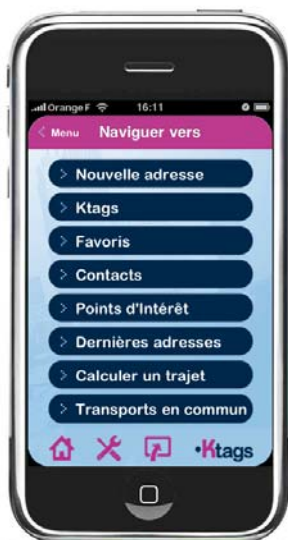 Orange F 16:11
Menu Naviguer vers
Nouvelle adresse
Ktags
Favoris
Contacts
Points d'Intérêt
Dernières adresses
Calculer un trajet
Transports en commun
Ktags